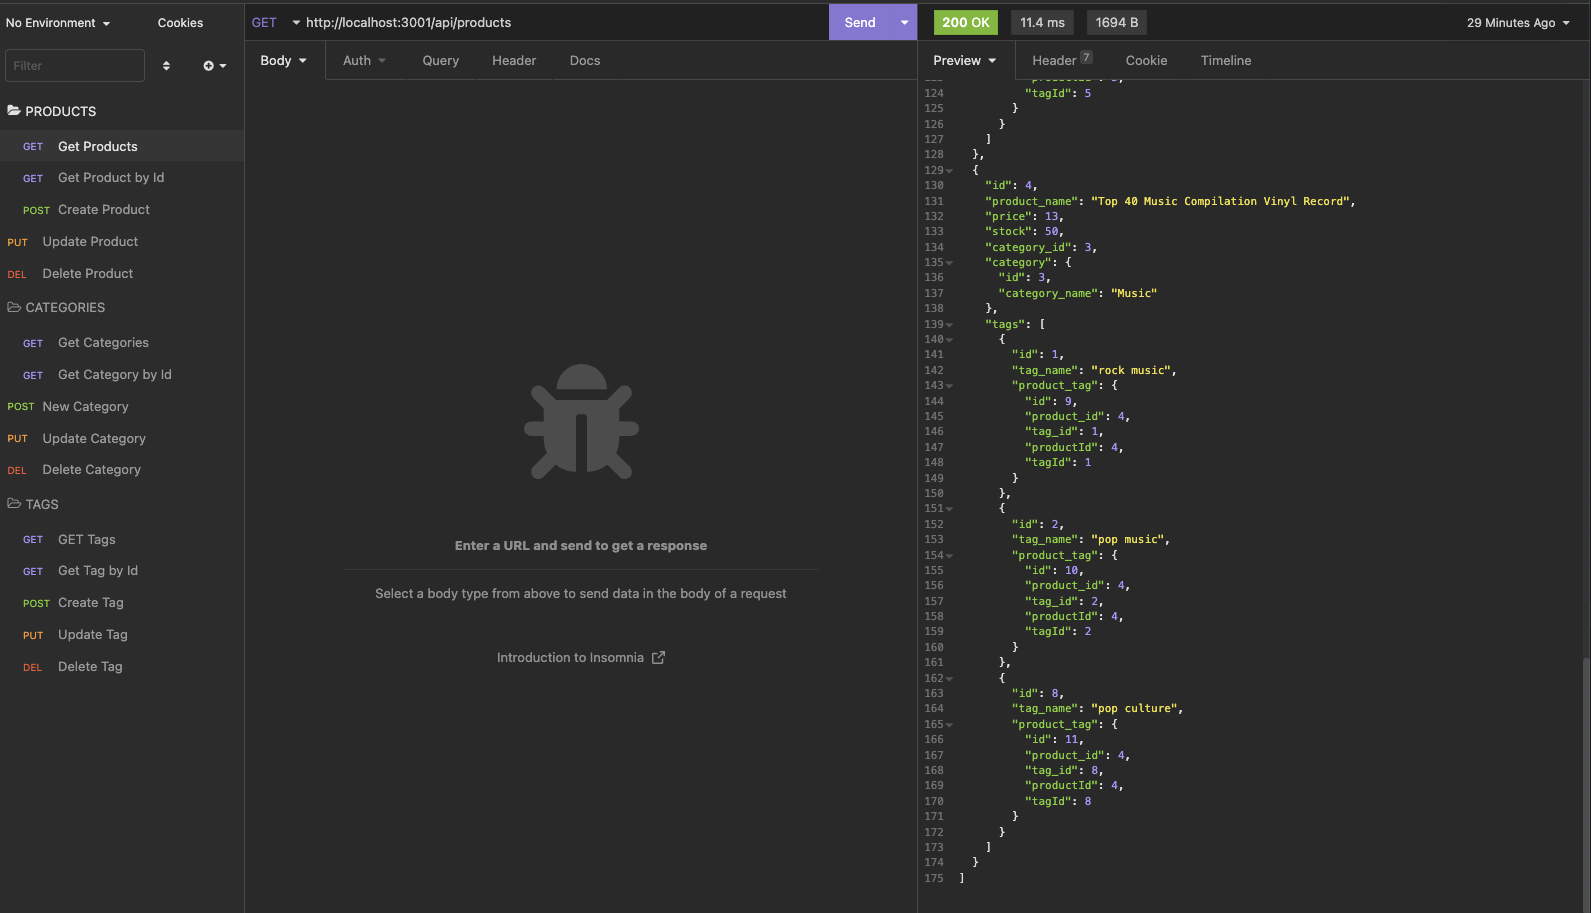 No Environment
Cookies
Filter
PRODUCTS
GET Get Products
GET Get Product by Id
POST Create Product
PUT Update Product
DEL Delete Product
CATEGORIES
GET Get Categories
GET Get Category by Id
POST New Category
PUT Update Category
DEL Delete Category
TAGS
GET GET Tags
GET Get Tag by Id
POST Create Tag
PUT Update Tag
DEL Delete Tag
GET http://localhost:3001/api/products Send
Body Auth Query Header Docs
Enter a URL and send to get a response
Select a body type from above to send data in the body of a request
Introduction to Insomnia
200 OK 11.4 ms 1694 B 29 Minutes Ago
Preview Header 7 Cookie Timeline
124 "tagId": 5
125 }
126 }
127 ]
128 },
129 {
130 "id": 4,
131 "product_name": "Top 40 Music Compilation Vinyl Record",
132 "price": 13,
133 "stock": 50,
134 "category_id": 3,
135 "category": {
136 "id": 3,
137 "category_name": "Music"
138 },
139 "tags": [
140 {
141 "id": 1,
142 "tag_name": "rock music",
143 "product_tag": {
144 "id": 9,
145 "product_id": 4,
146 "tag_id": 1,
147 "productId": 4,
148 "tagId": 1
149 }
150 },
151 {
152 "id": 2,
153 "tag_name": "pop music",
154 "product_tag": {
155 "id": 10,
156 "product_id": 4,
157 "tag_id": 2,
158 "productId": 4,
159 "tagId": 2
160 }
161 },
162 {
163 "id": 8,
164 "tag_name": "pop culture",
165 "product_tag": {
166 "id": 11,
167 "product_id": 4,
168 "tag_id": 8,
169 "productId": 4,
170 "tagId": 8
171 }
172 }
173 ]
174 }
175 ]